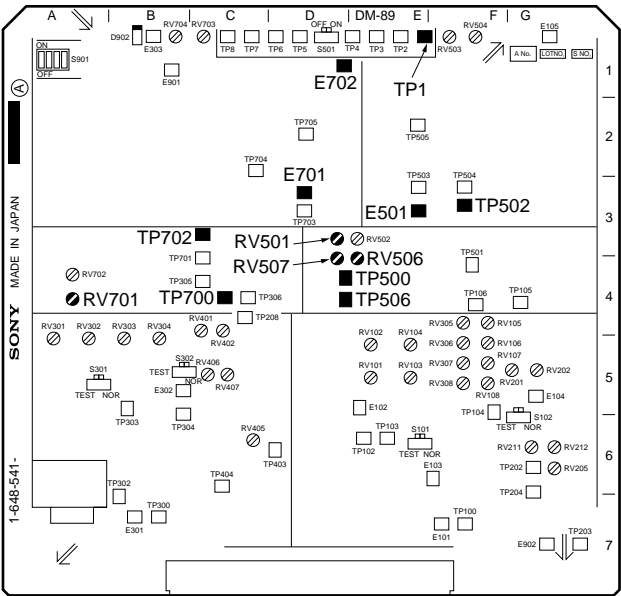 A B C D DM-89 E F G
D902 E303 RV704 RV703 OFF ON RV503 RV504 E105
TP8 TP7 TP6 TP5 S501 TP4 TP3 TP2
A No. LOTNO. S NO.
ON
S901
OFF
E901
E702
TP1
1
A
TP705
TP505
2
TP704
E701
TP503 TP504
TP703
E501
TP502
3
TP702
RV501
RV502
TP701
RV507
RV506
TP501
RV702
TP305
TP500
RV701
TP700
TP306
TP506
TP106 TP105
4
TP208
RV301 RV302 RV303 RV304 RV401
RV402
RV102 RV104
RV305 RV105
RV306 RV106
S301
TEST NOR
S302
TEST NOR
RV406
RV407
RV101 RV103
RV307 RV107
RV308 RV201 RV202
5
E302
RV108 E104
TP303
TP304
E102
TP104
S102
TEST NOR
RV405
TP403
TP102 TP103
S101
TEST NOR
RV211 RV212
TP202 RV205
6
E103
TP404
TP204
TP302
E301 TP300
E101 TP100
E902 TP203
7
SONY MADE IN JAPAN
1-648-541-